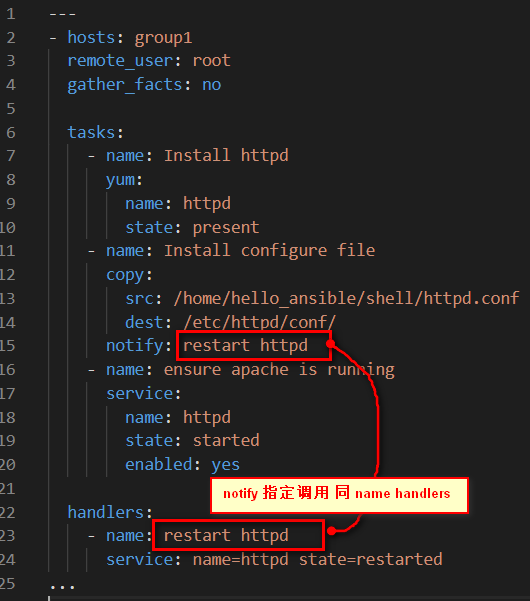 1 ---
2 - hosts: group1
3   remote_user: root
4   gather_facts: no
5
6   tasks:
7     - name: Install httpd
8       yum:
9         name: httpd
10         state: present
11     - name: Install configure file
12       copy:
13         src: /home/hello_ansible/shell/httpd.conf
14         dest: /etc/httpd/conf/
15       notify: restart httpd
16     - name: ensure apache is running
17       service:
18         name: httpd
19         state: started
20         enabled: yes
21
notify 指定调用 同 name handlers
22   handlers:
23     - name: restart httpd
24       service: name=httpd state=restarted
25 ...